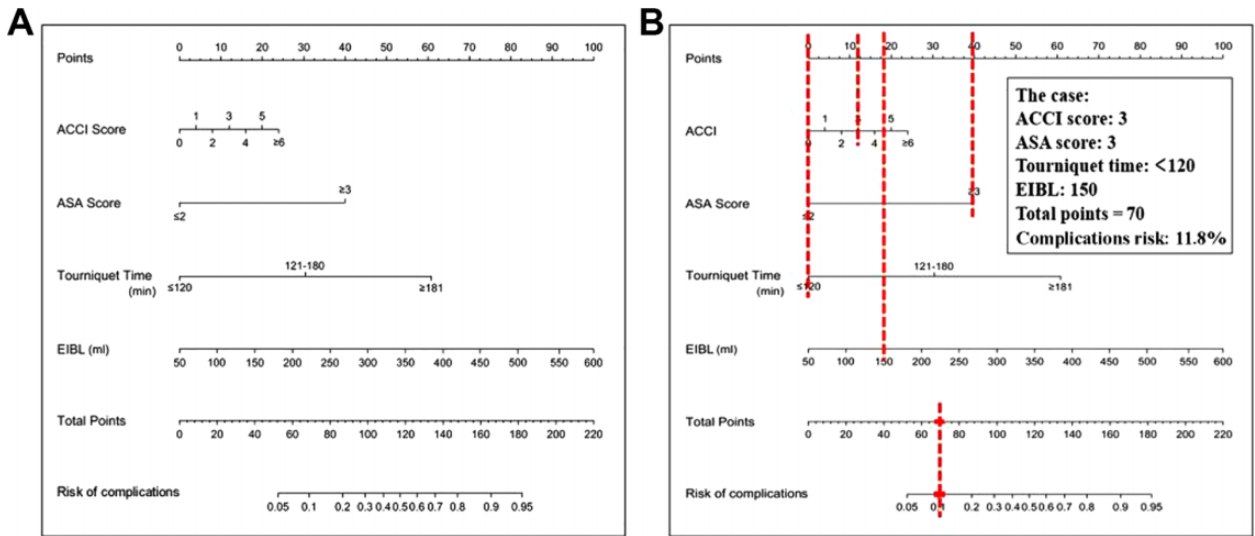 A
Points
0 10 20 30 40 50 60 70 80 90 100
ACCI Score
1 3 5
0 2 4 ≥6
ASA Score
≥3
≤2
Tourniquet Time
(min)
121-180
≤120 ≥181
EIBL (ml)
50 100 150 200 250 300 350 400 450 500 550 600
Total Points
0 20 40 60 80 100 120 140 160 180 200 220
Risk of complications
0.05 0.1 0.2 0.3 0.4 0.5 0.6 0.7 0.8 0.9 0.95
B
Points
0 10 20 30 40 50 60 70 80 90 100
The case:
ACCI score: 3
ASA score: 3
Tourniquet time: <120
EIBL: 150
Total points = 70
Complications risk: 11.8%
ACCI
1 3 5
0 2 4 ≥6
ASA Score
≥3
≤2
Tourniquet Time
(min)
121-180
≤120 ≥181
EIBL (ml)
50 100 150 200 250 300 350 400 450 500 550 600
Total Points
0 20 40 60 80 100 120 140 160 180 200 220
Risk of complications
0.05 0.1 0.2 0.3 0.4 0.5 0.6 0.7 0.8 0.9 0.95